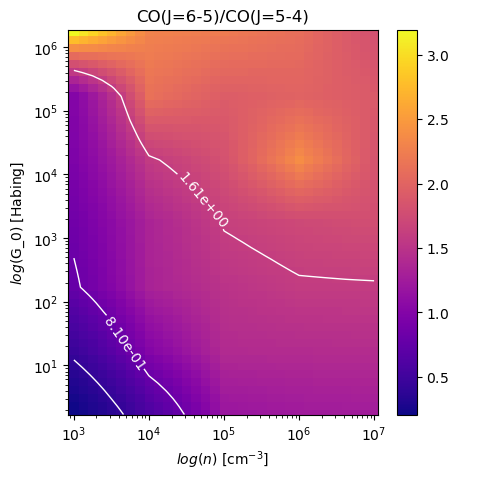 CO(J=6-5)/CO(J=5-4)
10^6
10^5
10^4
10^3
10^2
10^1
log(G_0) [Habing]
1.61e+00
8.10e-01
10^3 10^4 10^5 10^6 10^7
log(n) [cm^−3]
3.0
2.5
2.0
1.5
1.0
0.5